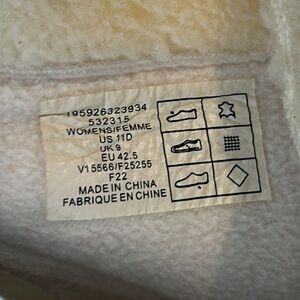 195926323934
532315
WOMENS/FEMME
US 11D
UK 9
EU 42.5
V15566/F25255
F22
MADE IN CHINA
FABRIQUE EN CHINE